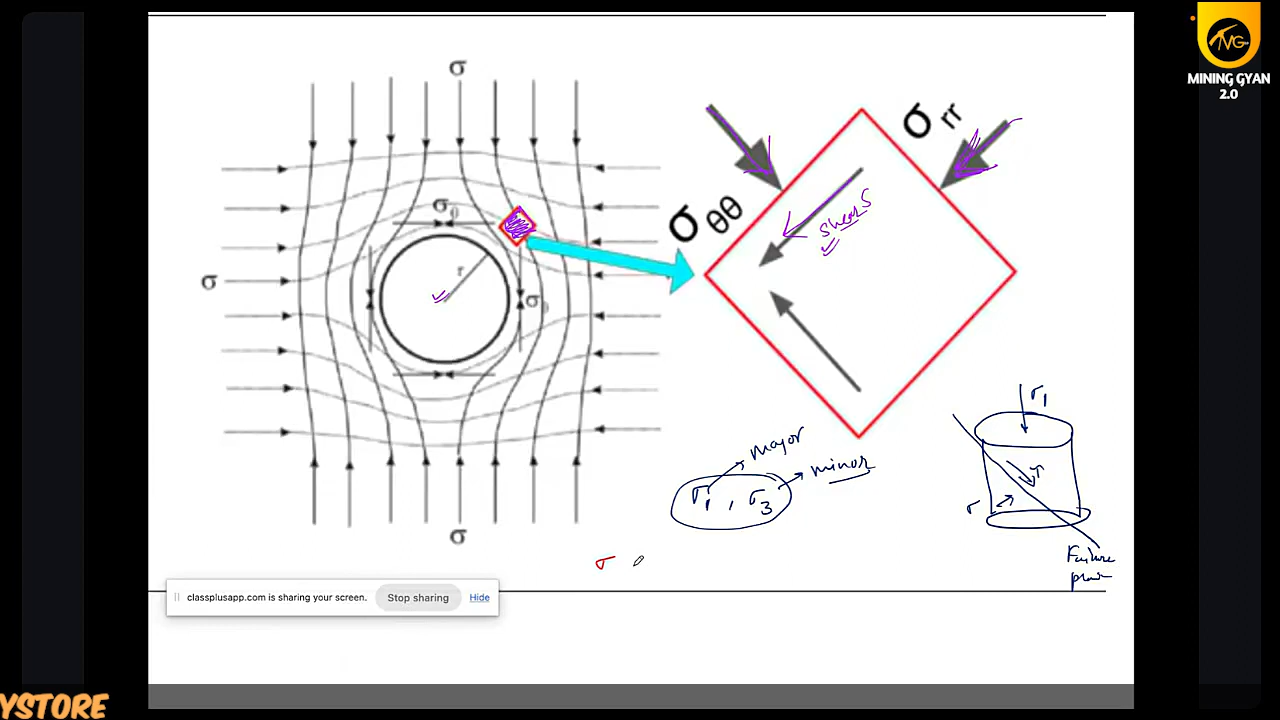 TMG
MINING GYAN
2.0
σ
σ rr
σ θθ
shear S
σθ
r
σ
σθ
σ
σ1
major
minor
σ1 , σ3
τ
σ
Failure
plane
σ
classplusapp.com is sharing your screen.
Stop sharing
Hide
YSTORE